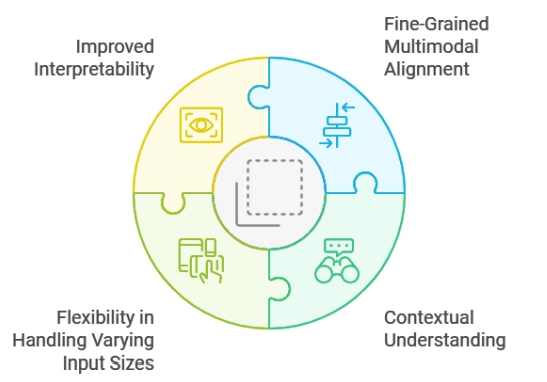 Improved
Interpretability
Fine-Grained
Multimodal
Alignment
Flexibility in
Handling Varying
Input Sizes
Contextual
Understanding